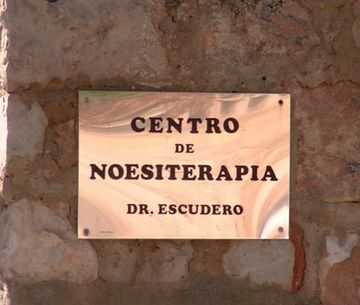 CENTRO
DE
NOESITERAPIA
DR. ESCUDERO